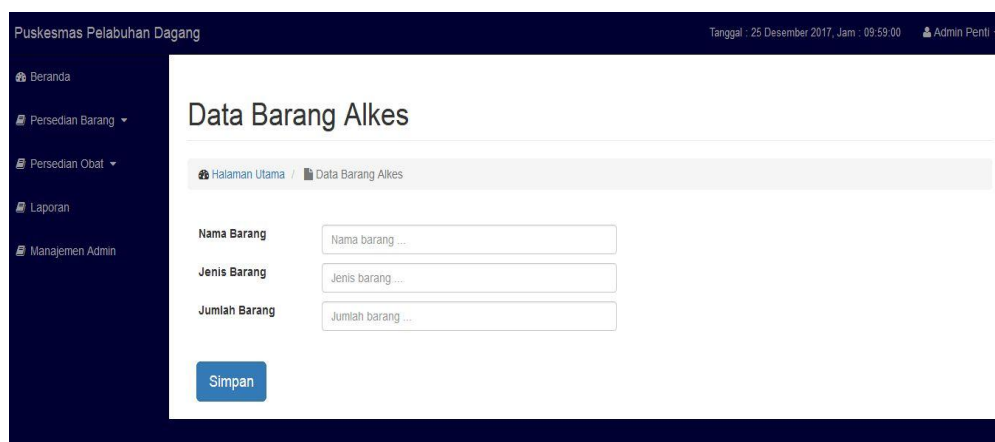 Puskesmas Pelabuhan Dagang
Tanggal : 25 Desember 2017, Jam : 09:59:00 Admin Penti
Beranda
Persedian Barang
Persedian Obat
Laporan
Manajemen Admin
Data Barang Alkes
Halaman Utama / Data Barang Alkes
Nama Barang Nama barang ...
Jenis Barang Jenis barang....
Jumlah Barang Jumlah barang ...
Simpan